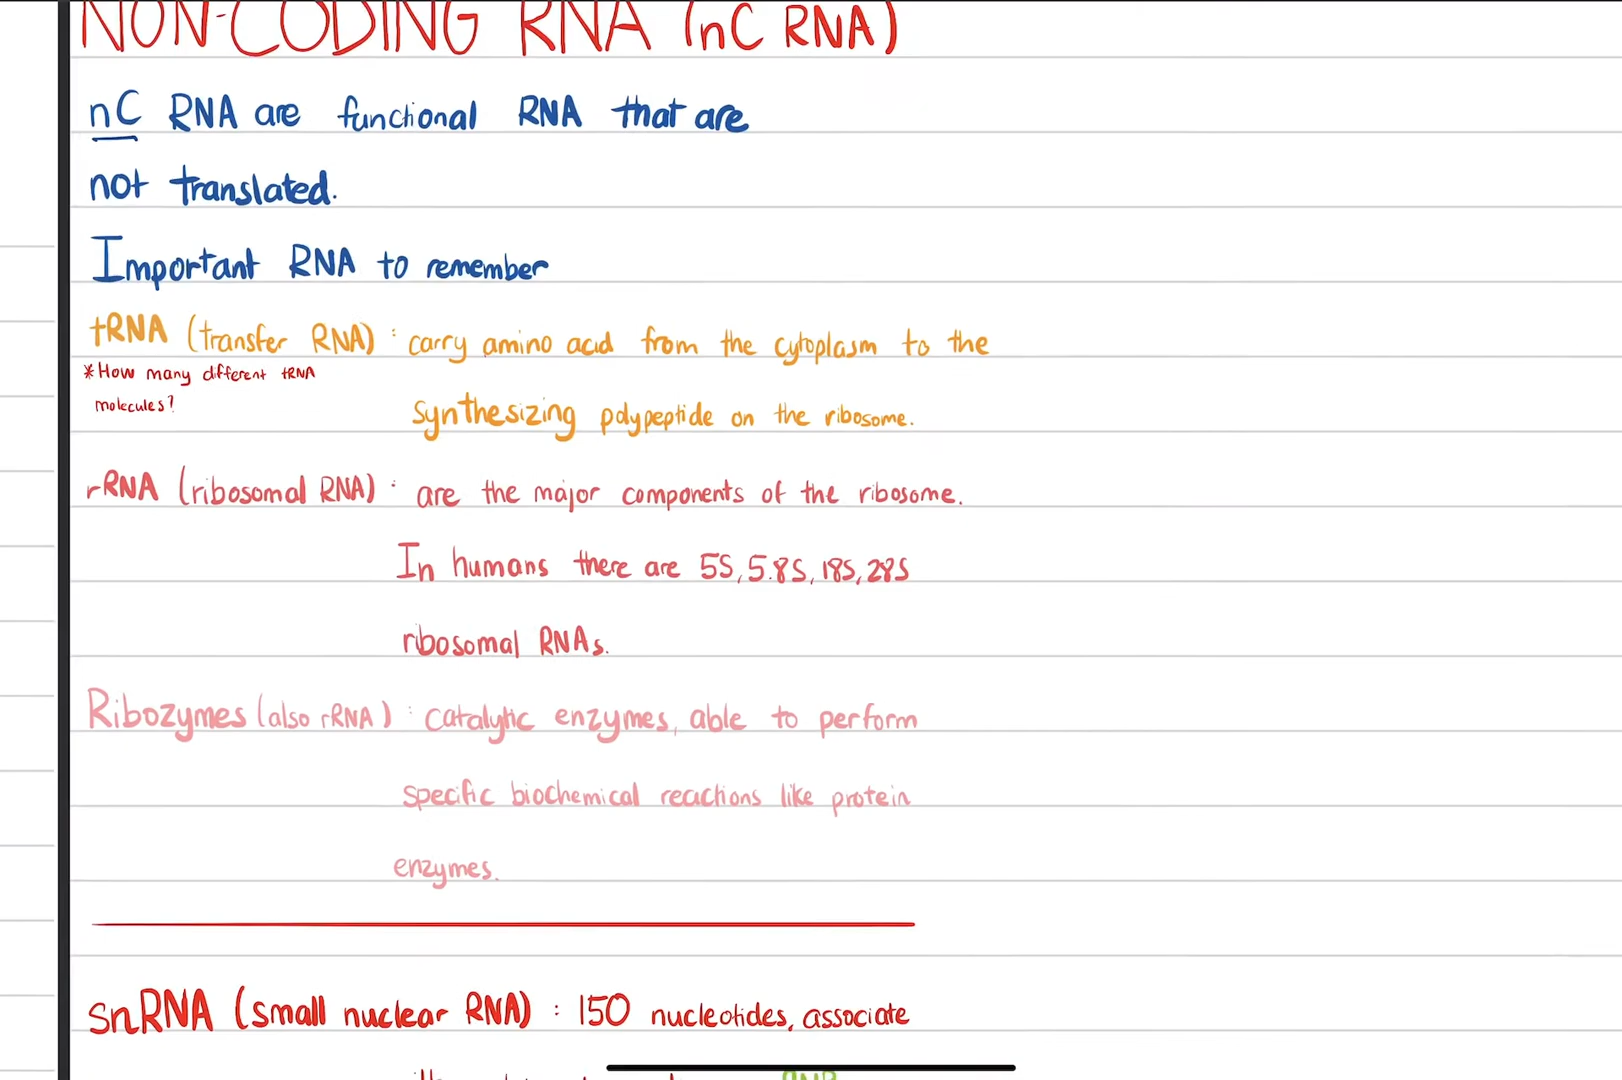 NON-CODING RNA (nC RNA)
nC RNA are functional RNA that are
not translated.
Important RNA to remember
tRNA (transfer RNA) : carry amino acid from the cytoplasm to the
*How many different tRNA
molecules?
synthesizing polypeptide on the ribosome.
rRNA (ribosomal RNA) : are the major components of the ribosome.
In humans there are 5S, 5.8S, 18S, 28S
ribosomal RNAs.
Ribozymes (also rRNA) : catalytic enzymes, able to perform
specific biochemical reactions like protein
enzymes.
snRNA (small nuclear RNA) : 150 nucleotides, associate